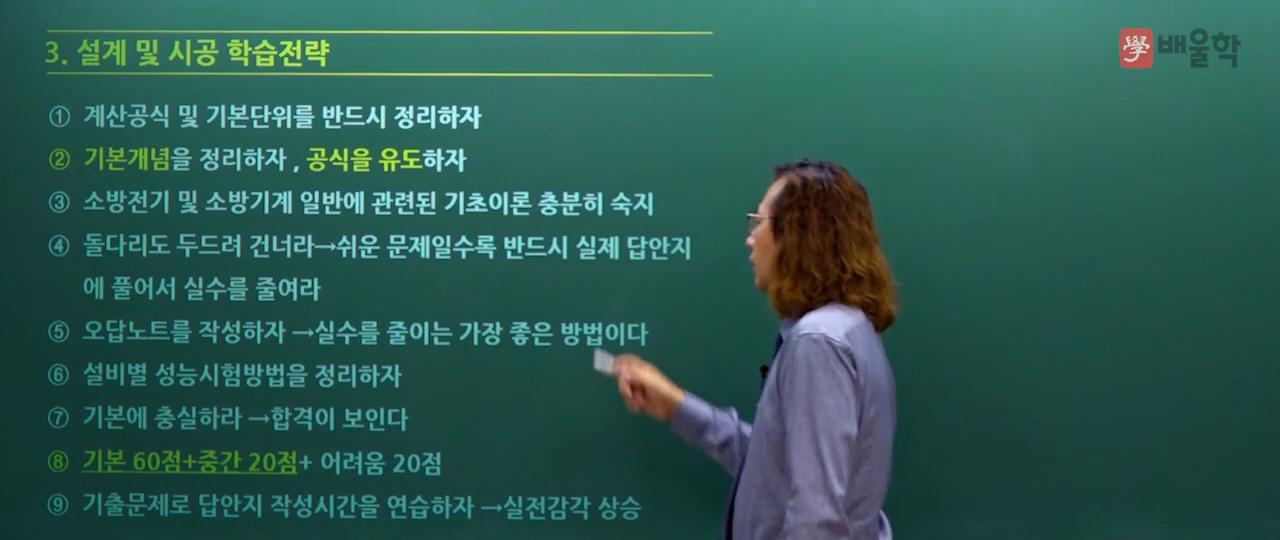 3. 설계 및 시공 학습전략
學 배울학
① 계산공식 및 기본단위를 반드시 정리하자
② 기본개념을 정리하자 , 공식을 유도하자
③ 소방전기 및 소방기계 일반에 관련된 기초이론 충분히 숙지
④ 돌다리도 두드려 건너라→쉬운 문제일수록 반드시 실제 답안지
에 풀어서 실수를 줄여라
⑤ 오답노트를 작성하자 →실수를 줄이는 가장 좋은 방법이다
⑥ 설비별 성능시험방법을 정리하자
⑦ 기본에 충실하라 →합격이 보인다
⑧ 기본 60점+중간 20점+ 어려움 20점
⑨ 기출문제로 답안지 작성시간을 연습하자 →실전감각 상승